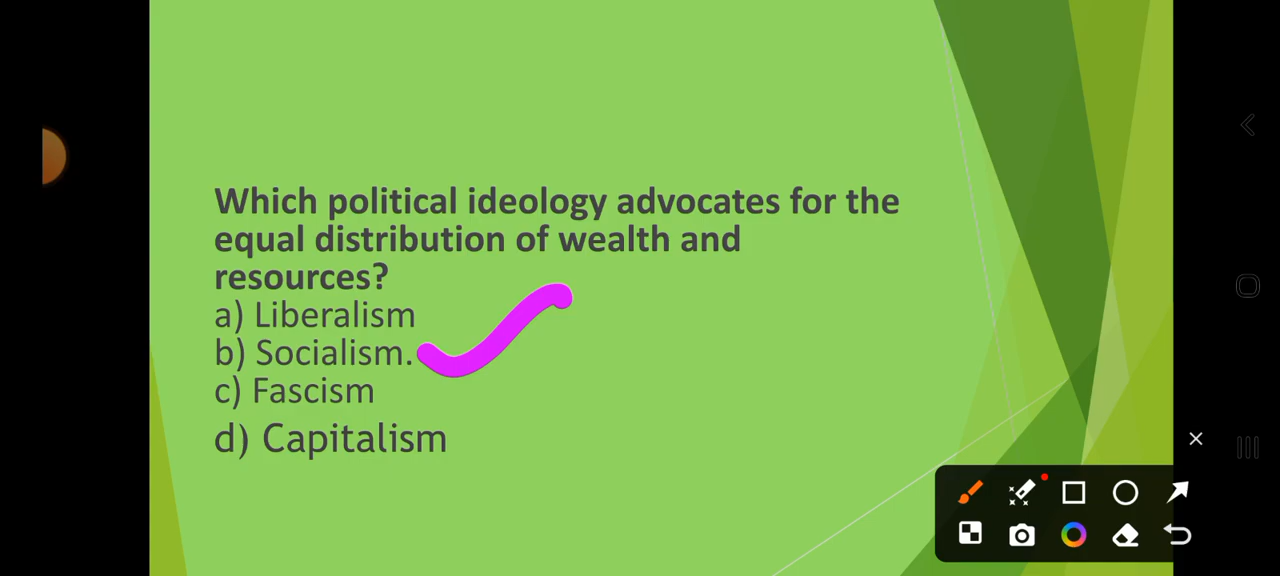 Which political ideology advocates for the
equal distribution of wealth and
resources?
a) Liberalism
b) Socialism.
c) Fascism
d) Capitalism